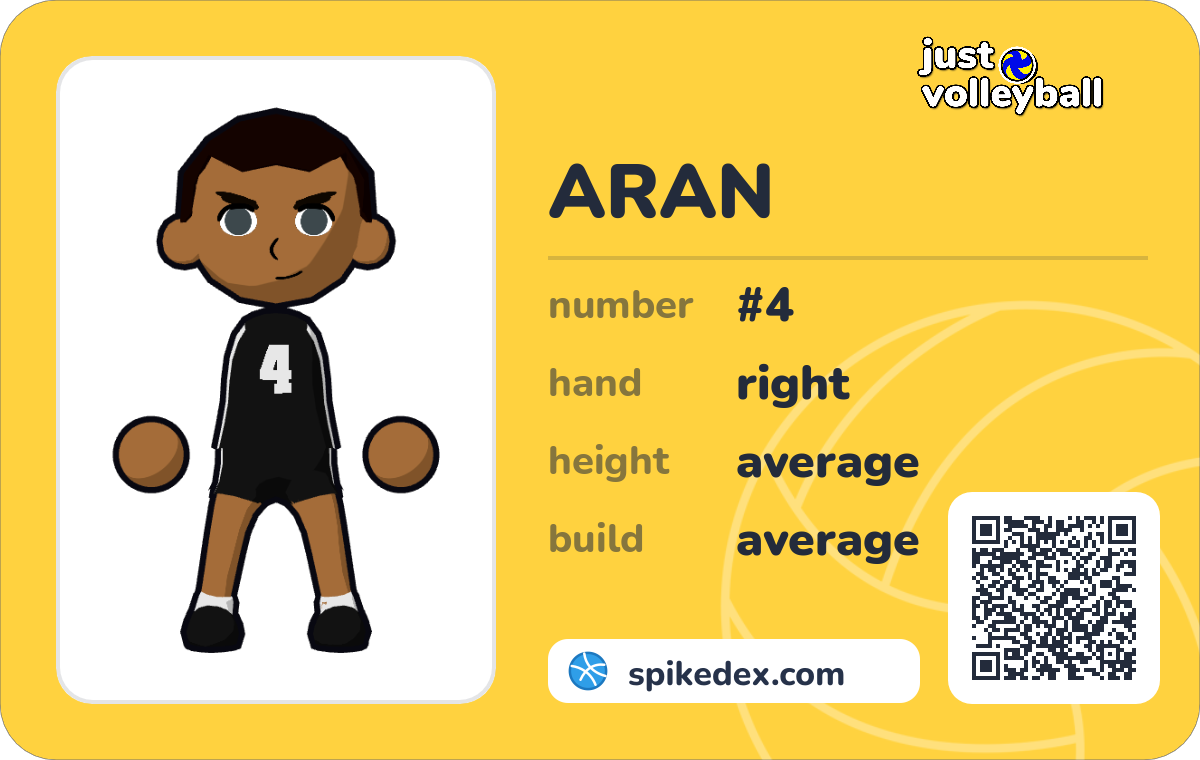 just
volleyball
ARAN
number #4
hand right
height average
build average
4
spikedex.com